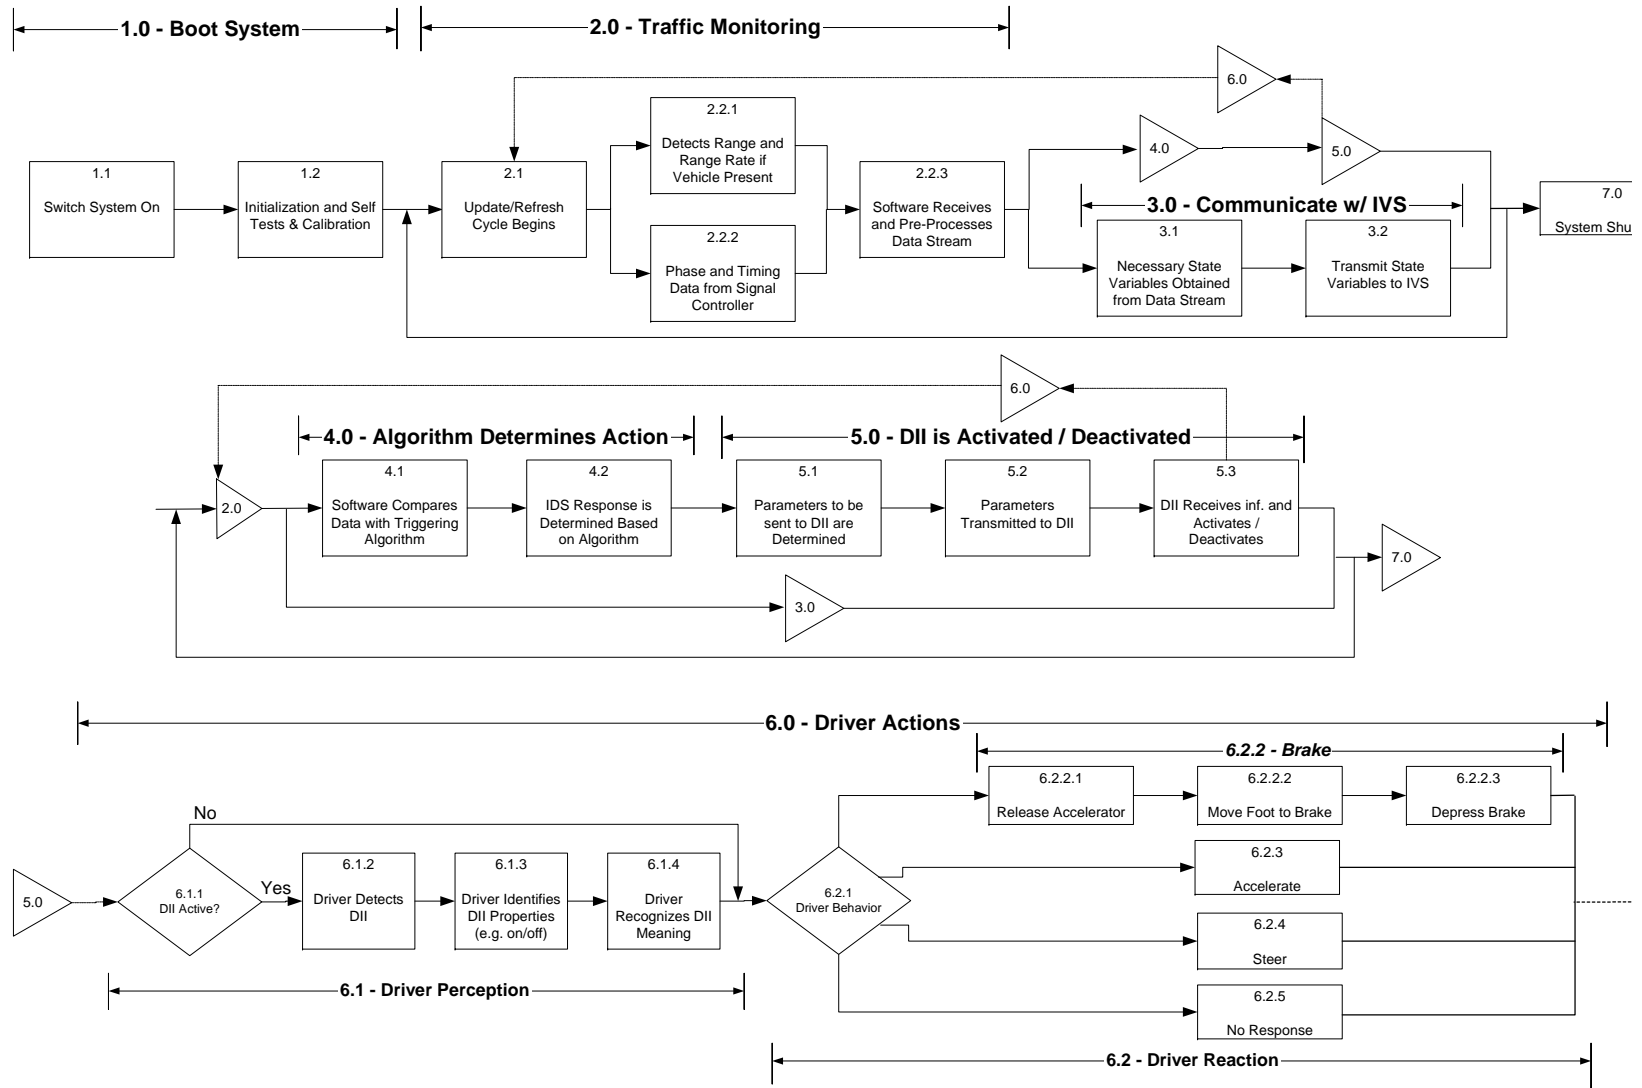 1.0 - Boot System
2.0 - Traffic Monitoring
6.0
2.2.1
Detects Range and
Range Rate if
Vehicle Present
4.0
5.0
1.1
Switch System On
1.2
Initialization and Self
Tests & Calibration
2.1
Update/Refresh
Cycle Begins
2.2.3
Software Receives
and Pre-Processes
Data Stream
3.0 - Communicate w/ IVS
7.0
System Shu
2.2.2
Phase and Timing
Data from Signal
Controller
3.1
Necessary State
Variables Obtained
from Data Stream
3.2
Transmit State
Variables to IVS
6.0
4.0 - Algorithm Determines Action
5.0 - DII is Activated / Deactivated
2.0
4.1
Software Compares
Data with Triggering
Algorithm
4.2
IDS Response is
Determined Based
on Algorithm
5.1
Parameters to be
sent to DII are
Determined
5.2
Parameters
Transmitted to DII
5.3
DII Receives inf. and
Activates /
Deactivates
7.0
3.0
6.0 - Driver Actions
6.2.2 - Brake
6.2.2.1
Release Accelerator
6.2.2.2
Move Foot to Brake
6.2.2.3
Depress Brake
No
5.0
6.1.1
DII Active?
Yes
6.1.2
Driver Detects
DII
6.1.3
Driver Identifies
DII Properties
(e.g. on/off)
6.1.4
Driver
Recognizes DII
Meaning
6.2.1
Driver Behavior
6.2.3
Accelerate
6.2.4
Steer
6.2.5
No Response
6.1 - Driver Perception
6.2 - Driver Reaction